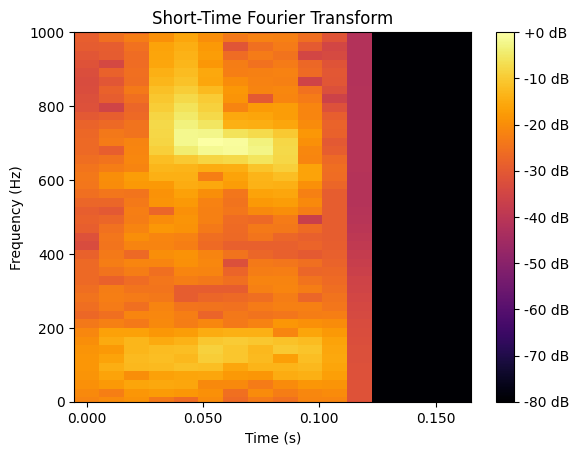 Short-Time Fourier Transform
1000
800
600
400
200
0
Frequency (Hz)
0.000
0.050
0.100
0.150
Time (s)
+0 dB
-10 dB
-20 dB
-30 dB
-40 dB
-50 dB
-60 dB
-70 dB
-80 dB